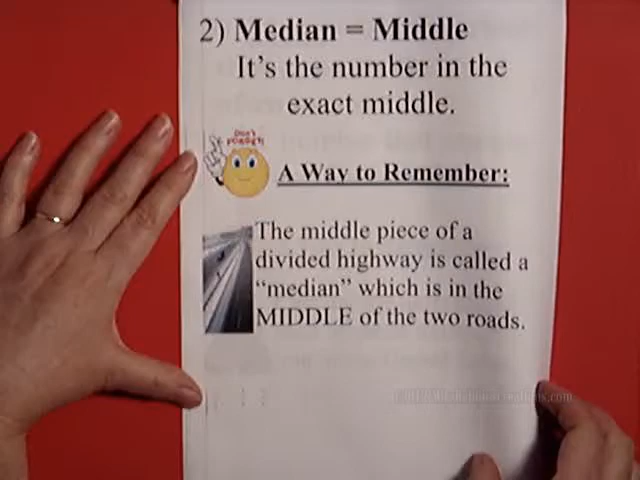 2) Median = Middle
It's the number in the
exact middle.
Don't
FORGET!
A Way to Remember:
The middle piece of a
divided highway is called a
“median” which is in the
MIDDLE of the two roads.